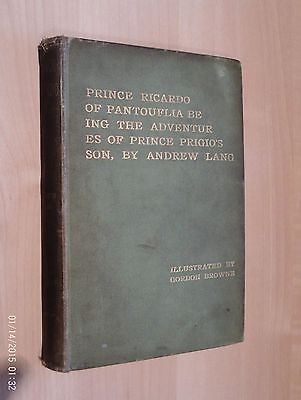 PRINCE RICARDO
OF PANTOUFLIA BE
ING THE ADVENTUR
ES OF PRINCE PRIGIO'S
SON, BY ANDREW LANG
ILLUSTRATED BY
GORDON BROWNE
01/14/2015 01:32